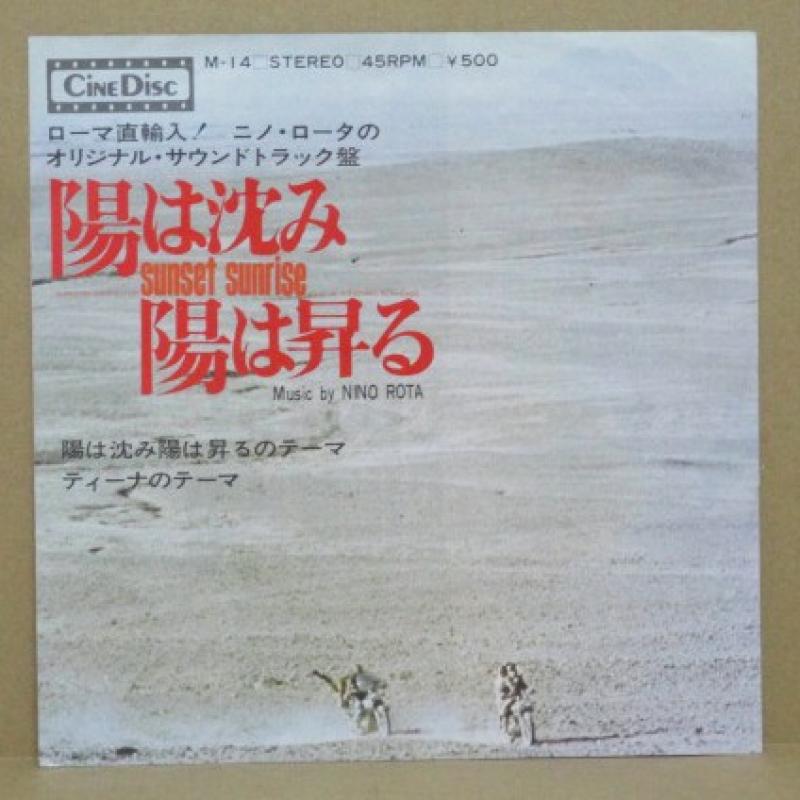 CINEDISC
M-14□STEREO□45RPM□¥500
ローマ直輸入! ニノ・ロータの
オリジナル・サウンドトラック盤
陽は沈み
sunset sunrise
陽は昇る
Music by NINO ROTA
陽は沈み陽は昇るのテーマ
ティーナのテーマ